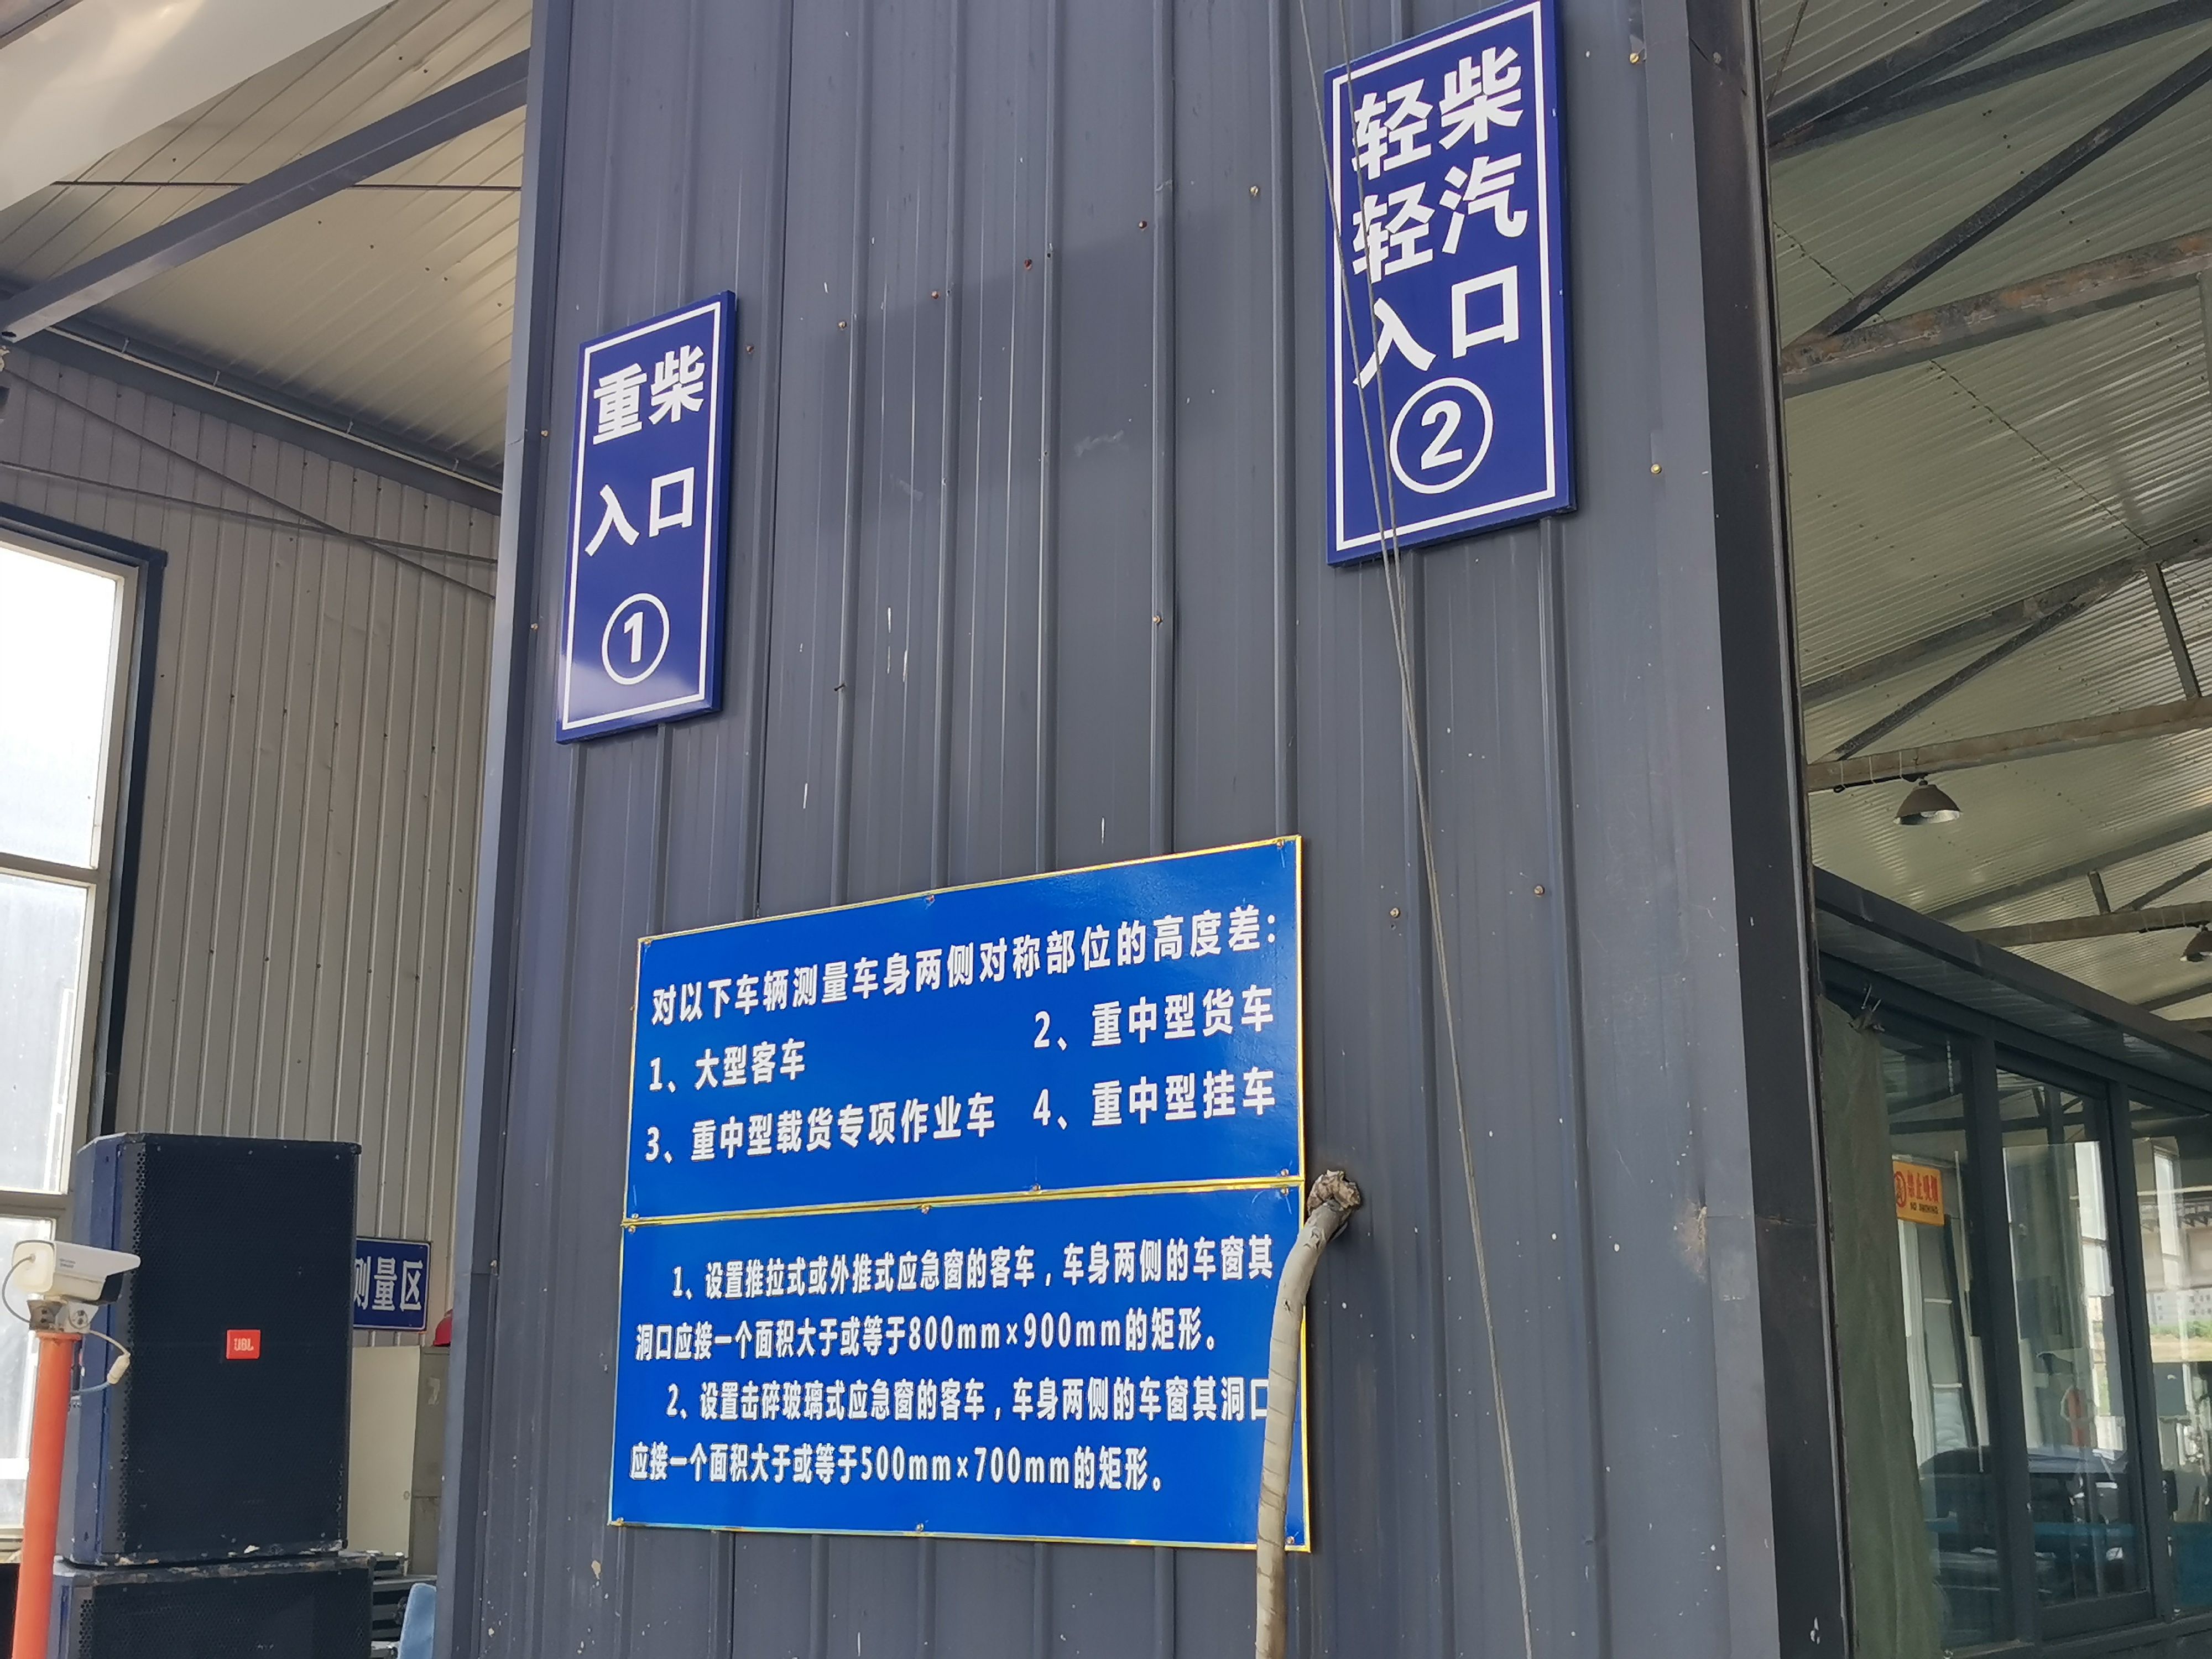 轻柴
轻汽
入口
②
重柴
入口
①
对以下车辆测量车身两侧对称部位的高度差：
1、大型客车 2、重中型货车
3、重中型载货专项作业车 4、重中型挂车
1、设置推拉式或外推式应急窗的客车，车身两侧的车窗其
洞口应接一个面积大于或等于800mm×900mm的矩形。
2、设置击碎玻璃式应急窗的客车，车身两侧的车窗其洞口
应接一个面积大于或等于500mm×700mm的矩形。
测量区
JBL
禁止吸烟
NO SMOKING